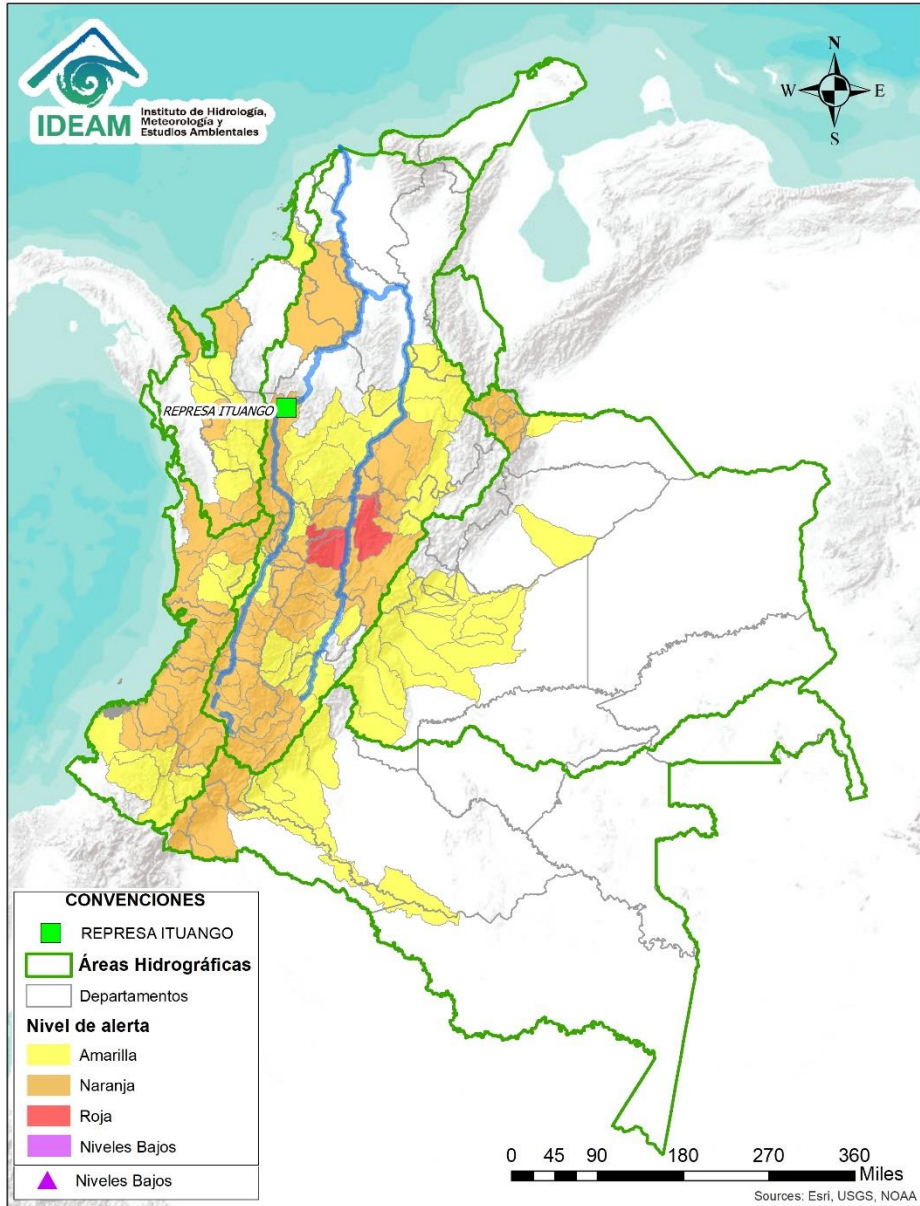 IDEAM
Instituto de Hidrología,
Meteorología y
Estudios Ambientales
N
W
E
S
REPRESA ITUANGO
CONVENCIONES
REPRESA ITUANGO
Áreas Hidrográficas
Departamentos
Nivel de alerta
Amarilla
Naranja
Roja
Niveles Bajos
Niveles Bajos
0 45 90 180 270 360
Miles
Sources: Esri, USGS, NOAA